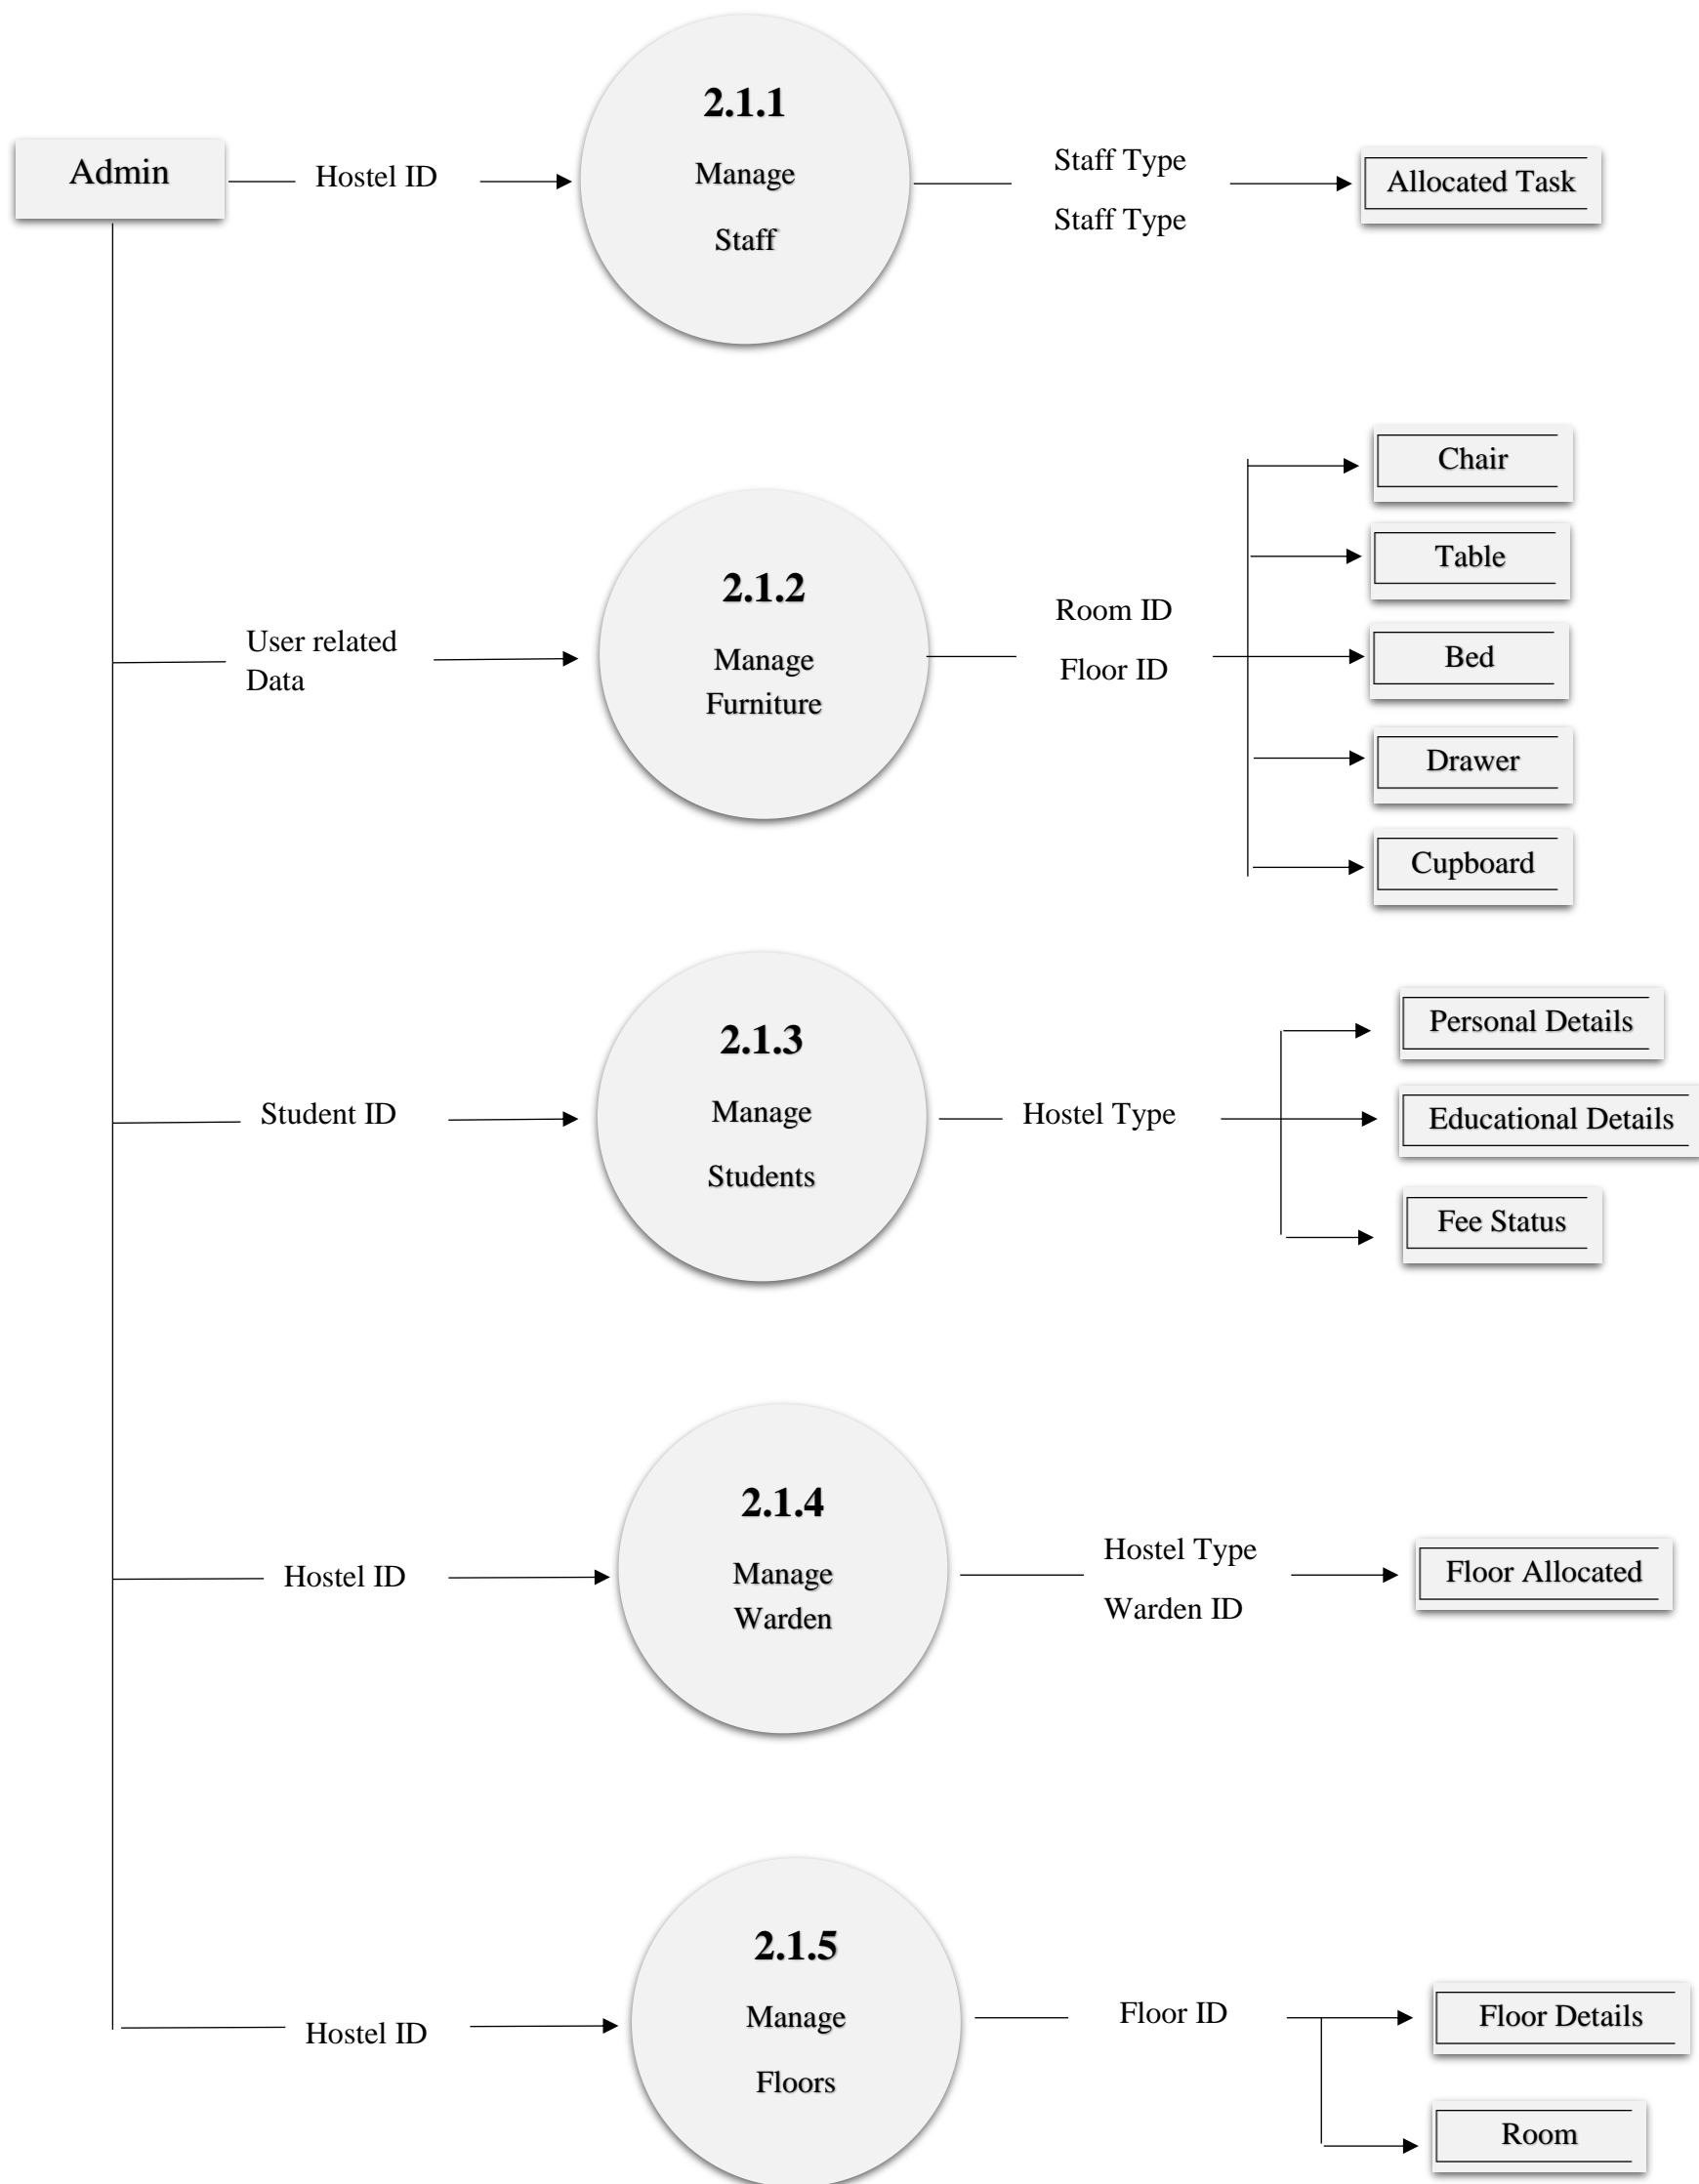 2.1.1
Admin
Hostel ID
Manage
Staff
Staff Type
Staff Type
Allocated Task
2.1.2
User related
Data
Manage
Furniture
Room ID
Floor ID
Chair
Table
Bed
Drawer
Cupboard
2.1.3
Student ID
Manage
Students
Hostel Type
Personal Details
Educational Details
Fee Status
2.1.4
Hostel ID
Manage
Warden
Hostel Type
Warden ID
Floor Allocated
2.1.5
Hostel ID
Manage
Floors
Floor ID
Floor Details
Room